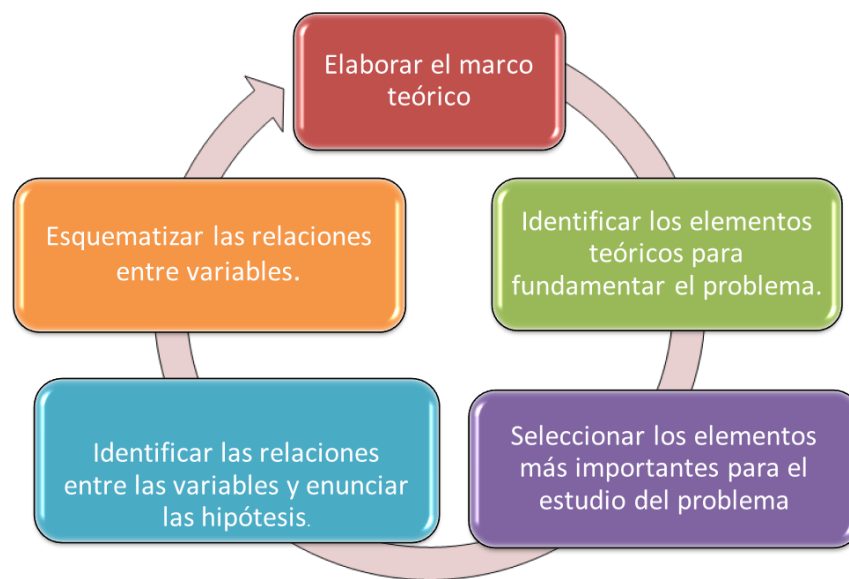 Elaborar el marco
teórico
Identificar los elementos
teóricos para
fundamentar el problema.
Seleccionar los elementos
más importantes para el
estudio del problema
Identificar las relaciones
entre las variables y enunciar
las hipótesis.
Esquematizar las relaciones
entre variables.